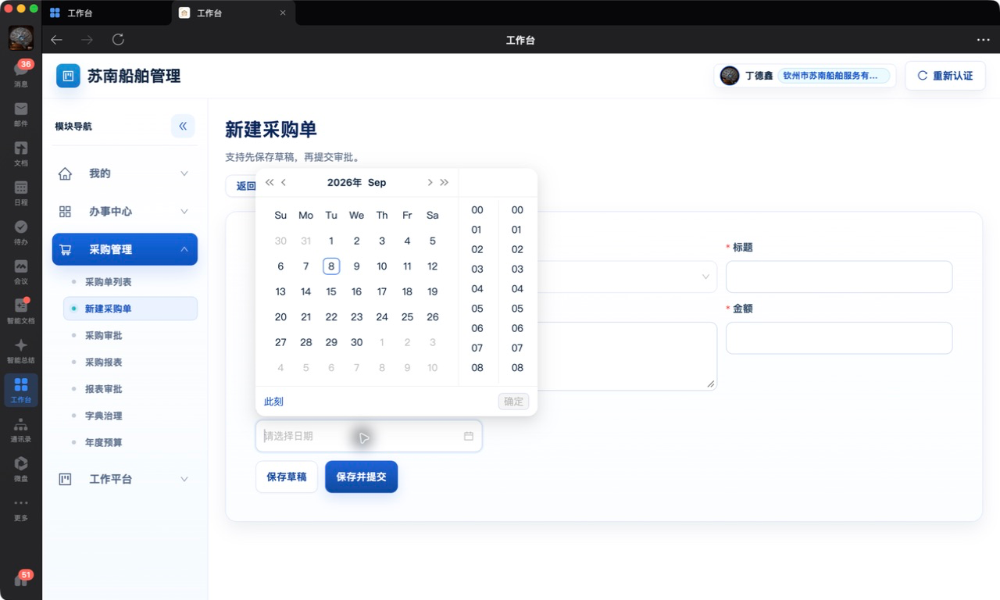 工作台
工作台
工作台
36
消息
邮件
文档
日程
待办
会议
智能文档
智能总结
工作台
通讯录
微盘
更多
51
苏南船舶管理
丁德鑫
钦州市苏南船舶服务有...
重新认证
模块导航
我的
办事中心
采购管理
采购单列表
新建采购单
采购审批
采购报表
报表审批
字典治理
年度预算
工作平台
新建采购单
支持先保存草稿，再提交审批。
返回
* 标题
* 金额
2026年 Sep
Su Mo Tu We Th Fr Sa
30 31 1 2 3 4 5
6 7 8 9 10 11 12
13 14 15 16 17 18 19
20 21 22 23 24 25 26
27 28 29 30 1 2 3
4 5 6 7 8 9 10
00 00
01 01
02 02
03 03
04 04
05 05
06 06
07 07
08 08
此刻
确定
请选择日期
保存草稿
保存并提交